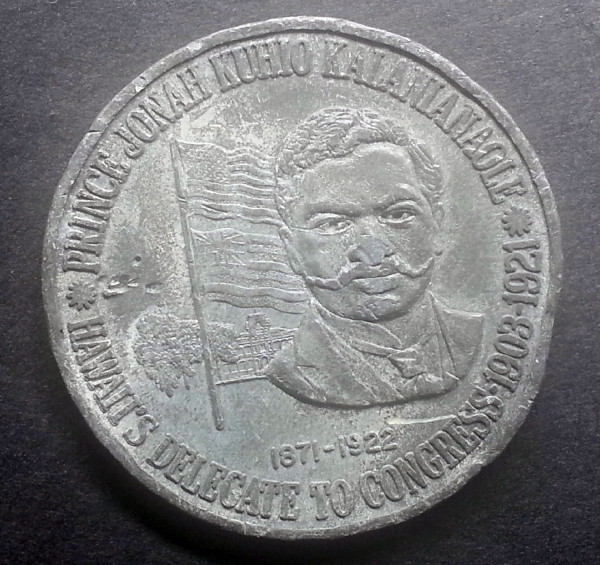 PRINCE JONAH KUHIO KALANIANAOLE
HAWAII'S DELEGATE TO CONGRESS-1903-1921
1871-1922